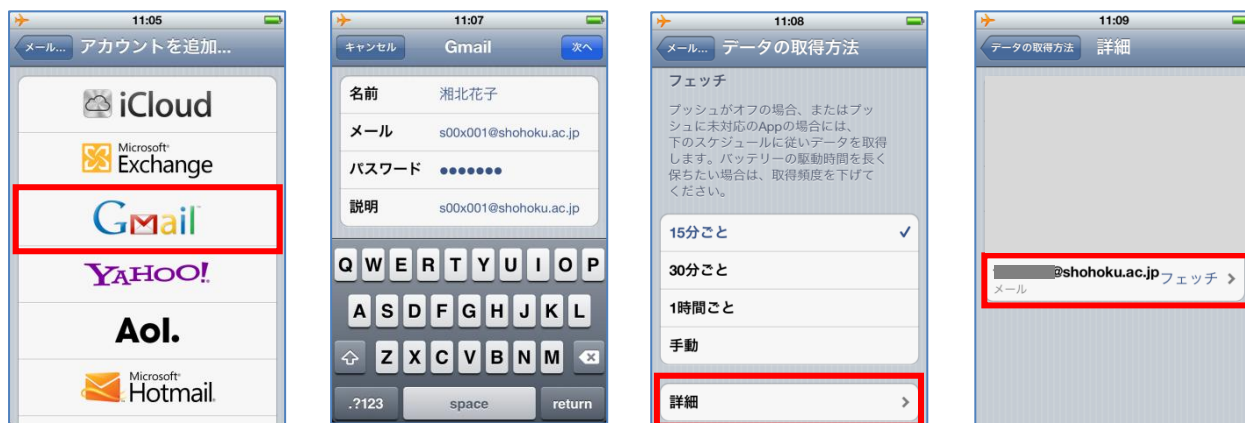 11:05
メール... アカウントを追加...
iCloud
Microsoft
Exchange
Gmail
YAHOO!
Aol.
Microsoft
Hotmail
11:07
キャンセル Gmail 次へ
名前 湘北花子
メール s00x001@shohoku.ac.jp
パスワード ●●●●●●●
説明 s00x001@shohoku.ac.jp
Q W E R T Y U I O P
A S D F G H J K L
Z X C V B N M
.?123 space return
11:08
メール... データの取得方法
フェッチ
プッシュがオフの場合、またはプッ
シュに未対応のAppの場合には、
下のスケジュールに従いデータを取得
します。バッテリーの駆動時間を長く
保ちたい場合は、取得頻度を下げて
ください。
15分ごと ✓
30分ごと
1時間ごと
手動
詳細
11:09
データの取得方法 詳細
@shohoku.ac.jp フェッチ
メール